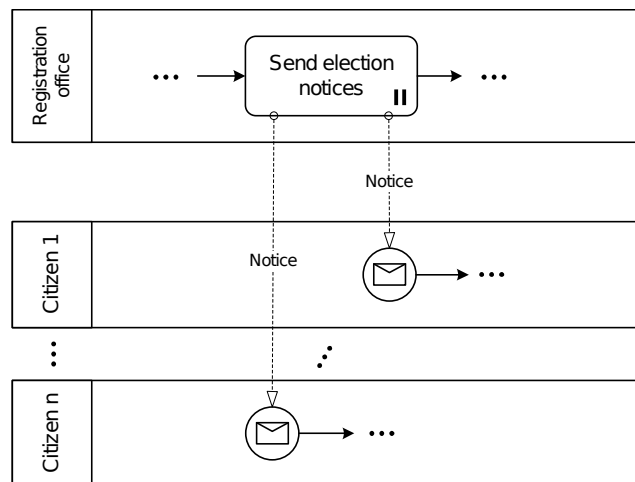 Registration
office
Send election
notices
Notice
Notice
Citizen 1
Citizen n